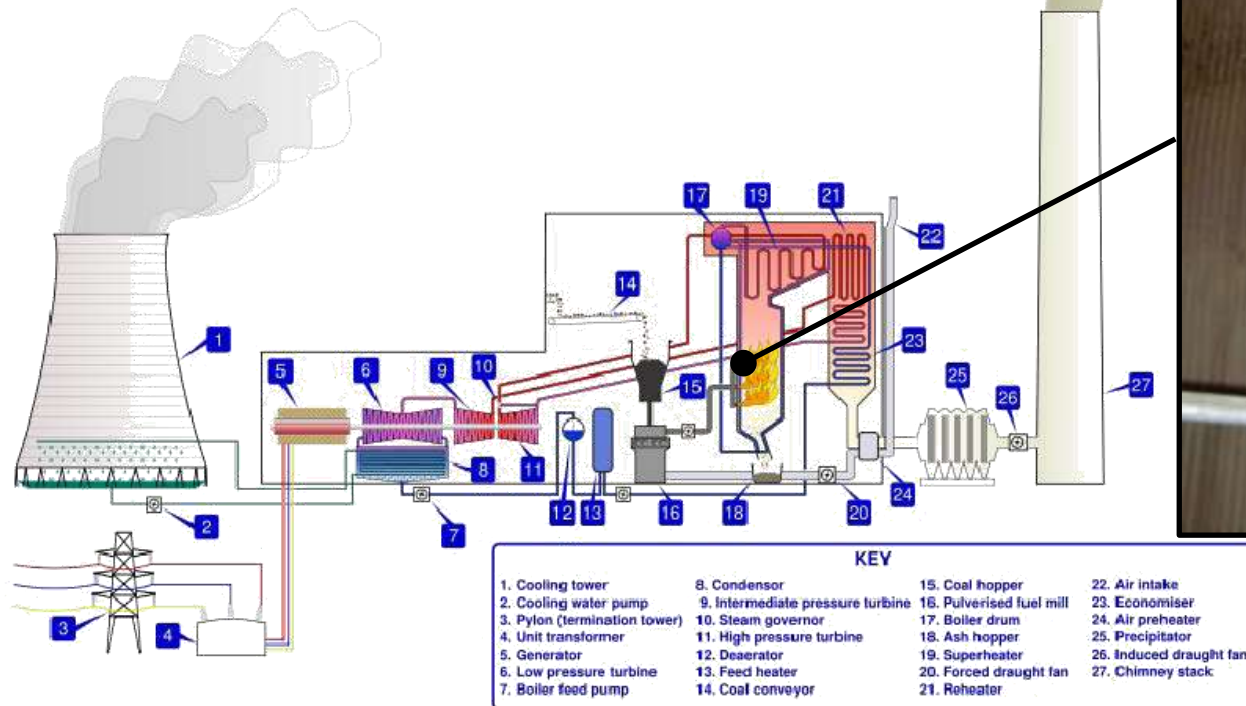 17
19
21
22
14
1
5
6
9
10
23
15
25
26
27
11
8
12
13
16
18
20
24
2
7
3
4
KEY
1. Cooling tower
2. Cooling water pump
3. Pylon (termination tower)
4. Unit transformer
5. Generator
6. Low pressure turbine
7. Boiler feed pump
8. Condensor
9. Intermediate pressure turbine
10. Steam governor
11. High pressure turbine
12. Deaerator
13. Feed heater
14. Coal conveyor
15. Coal hopper
16. Pulverised fuel mill
17. Boiler drum
18. Ash hopper
19. Superheater
20. Forced draught fan
21. Reheater
22. Air intake
23. Economiser
24. Air preheater
25. Precipitator
26. Induced draught fan
27. Chimney stack